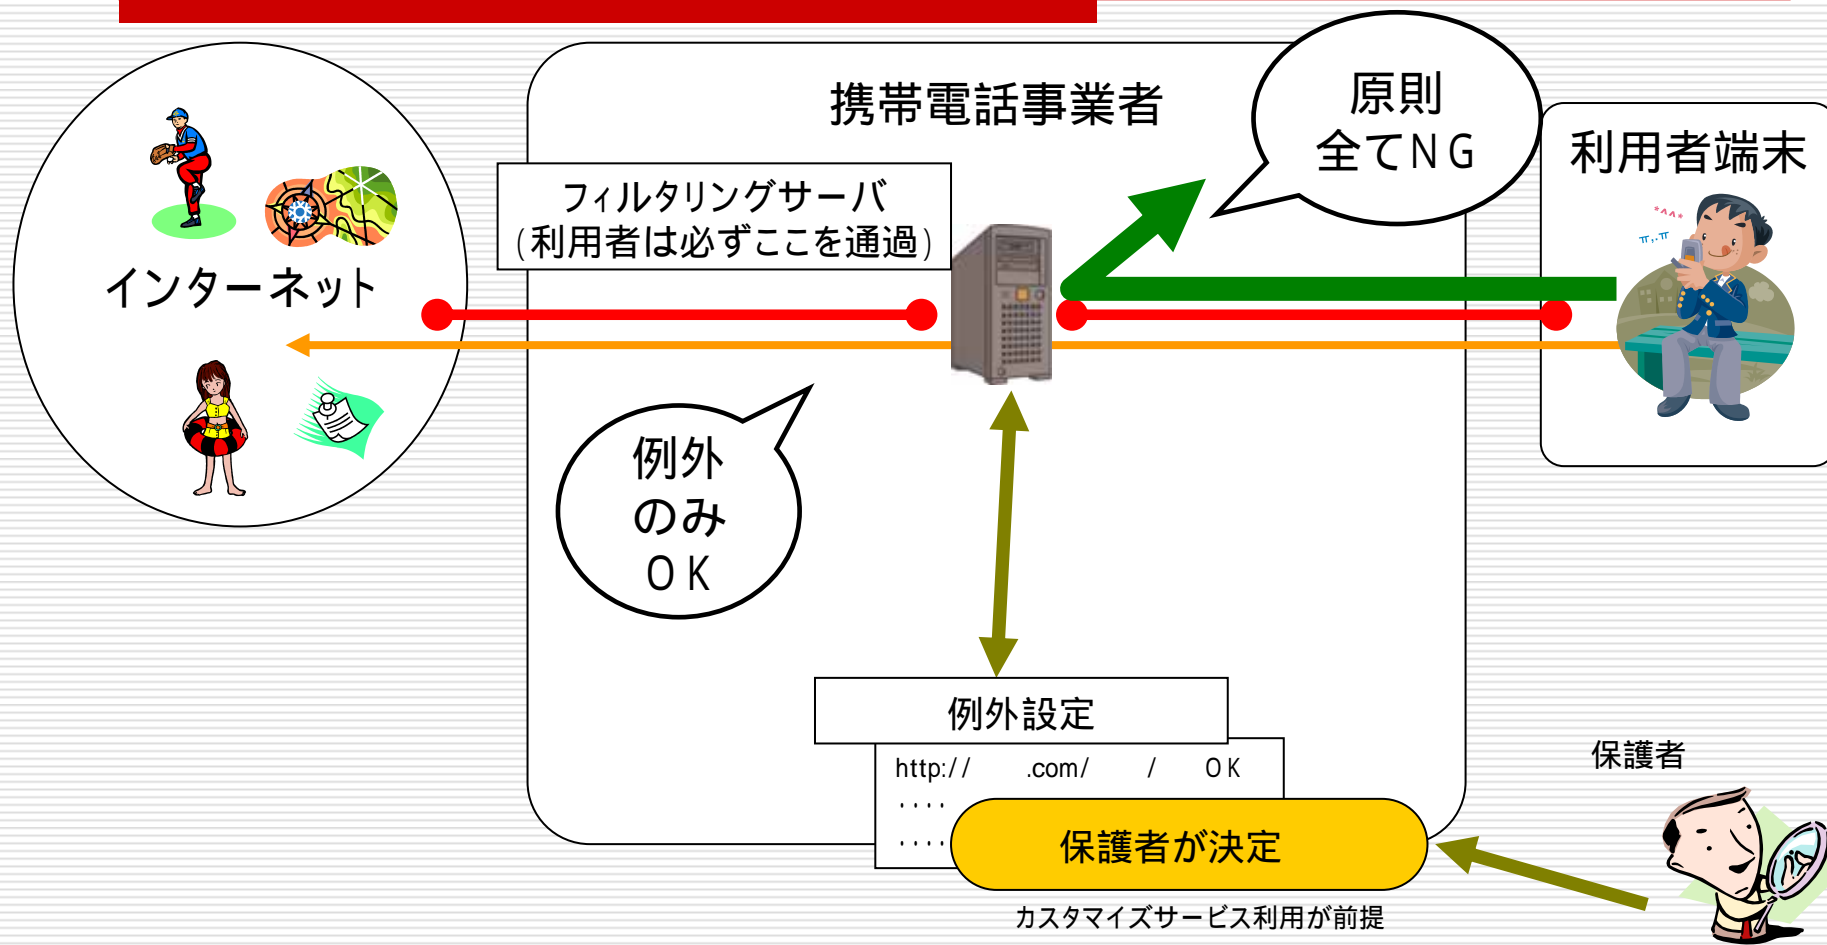 携帯電話事業者
原則
全てNG
利用者端末
フィルタリングサーバ
(利用者は必ずここを通過)
インターネット
*^^*
π,.π
例外
のみ
OK
例外設定
http:// .com/ / OK
....
....
保護者が決定
カスタマイズサービス利用が前提
保護者